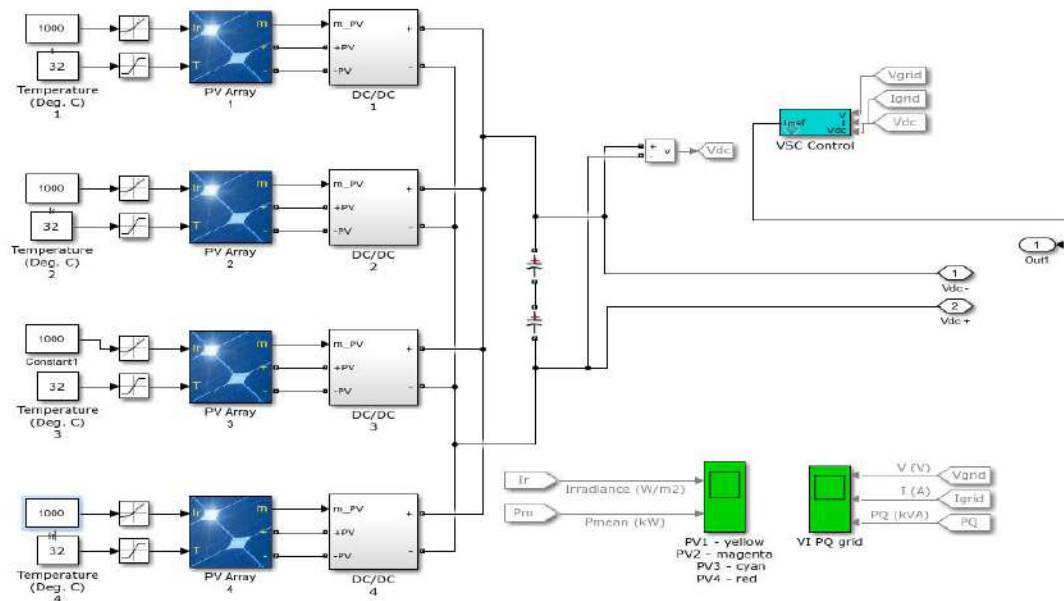 1000
Ir
T
m
+
-
m_PV
+PV
-PV
+
-
32
Temperature
(Deg. C)
1
PV Array
1
DC/DC
1
1000
Ir
T
m
+
-
m_PV
+PV
-PV
+
-
32
Temperature
(Deg. C)
2
PV Array
2
DC/DC
2
1000
Constant1
Ir
T
m
+
-
m_PV
+PV
-PV
+
-
32
Temperature
(Deg. C)
3
PV Array
3
DC/DC
3
1000
Ir
Ir
T
m
+
-
m_PV
+PV
-PV
+
-
32
Temperature
(Deg. C)
4
PV Array
4
DC/DC
4
+
-
v
Vdc
Vgrid
Igrid
Vdc
V
I
Vdc
VSC Control
1
Out1
1
Vdc-
2
Vdc+
Ir
Irradiance (W/m2)
Pm
Pmean (kW)
PV1 - yellow
PV2 - magenta
PV3 - cyan
PV4 - red
V (V)
Vgrid
I (A)
Igrid
PQ (kVA)
PQ
VI PQ grid